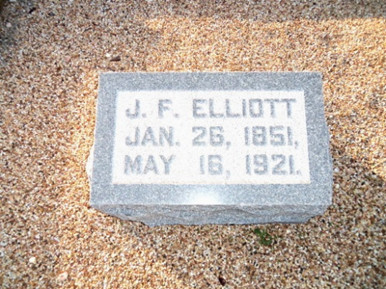 J. F. ELLIOTT
JAN. 26, 1851,
MAY 16, 1921.